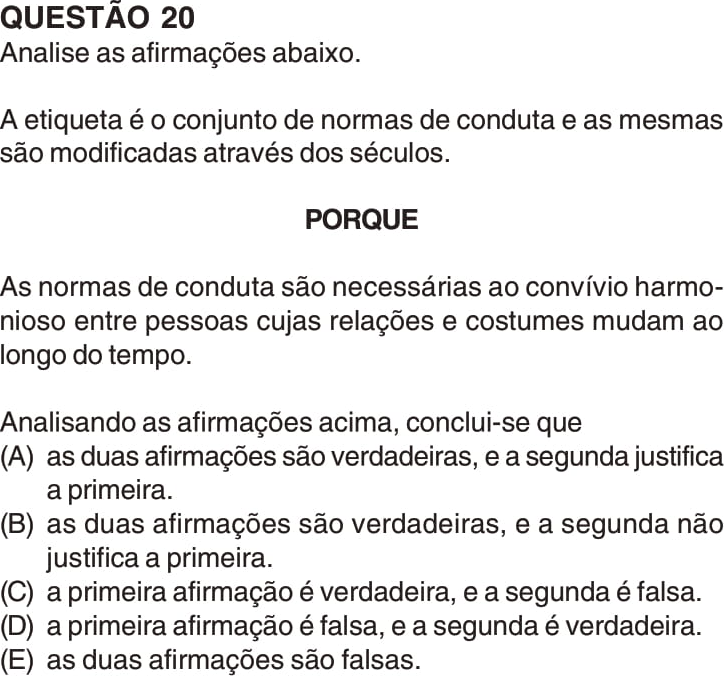 QUESTÃO 20
Analise as afirmações abaixo.
A etiqueta é o conjunto de normas de conduta e as mesmas
são modificadas através dos séculos.
PORQUE
As normas de conduta são necessárias ao convívio harmo-
nioso entre pessoas cujas relações e costumes mudam ao
longo do tempo.
Analisando as afirmações acima, conclui-se que
(A) as duas afirmações são verdadeiras, e a segunda justifica
a primeira.
(B) as duas afirmações são verdadeiras, e a segunda não
justifica a primeira.
(C) a primeira afirmação é verdadeira, e a segunda é falsa.
(D) a primeira afirmação é falsa, e a segunda é verdadeira.
(E) as duas afirmações são falsas.